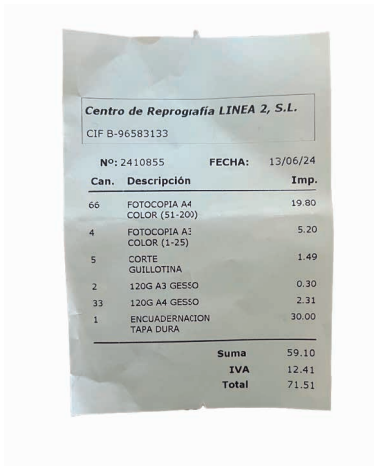 Centro de Reprografía LINEA 2, S.L.
CIF B-96583133
Nº: 2410855 FECHA: 13/06/24
Can. Descripción Imp.
66 FOTOCOPIA A4 19.80
COLOR (51-200)
4 FOTOCOPIA A3 5.20
COLOR (1-25)
5 CORTE 1.49
GUILLOTINA
2 120G A3 GESSO 0.30
33 120G A4 GESSO 2.31
1 ENCUADERNACION 30.00
TAPA DURA
Suma 59.10
IVA 12.41
Total 71.51